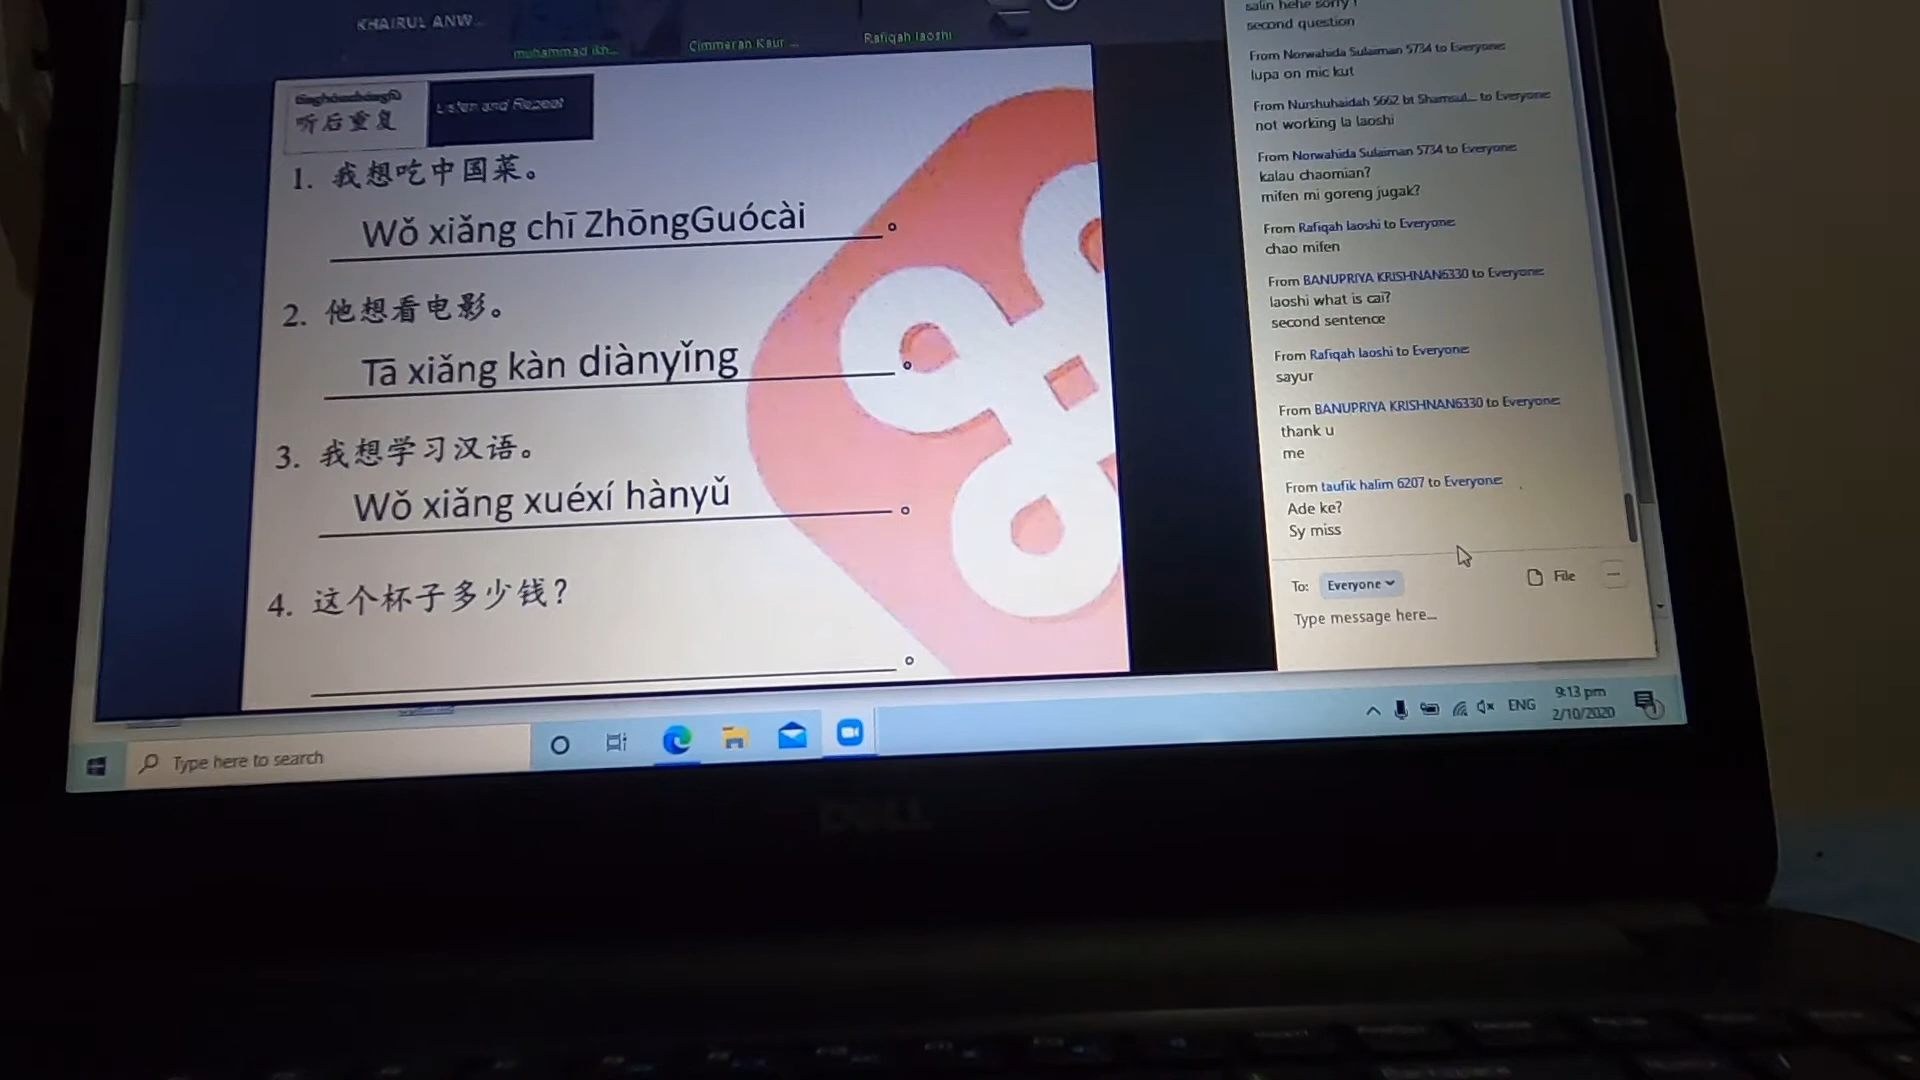 KHAIRUL ANW...
muhammad ikh...
Cimmeran Kaur ...
Rafiqah laoshi
听后重复
Listen and Repeat
1. 我想吃中国菜。
Wǒ xiǎng chī ZhōngGuócài 。
2. 他想看电影。
Tā xiǎng kàn diànyǐng 。
3. 我想学习汉语。
Wǒ xiǎng xuéxí hànyǔ 。
4. 这个杯子多少钱？
。
salin hehe sorry !
second question
From Norwahida Sulaiman 5734 to Everyone:
lupa on mic kut
From Nurshuhaidah 5662 bt Shamsul... to Everyone:
not working la laoshi
From Norwahida Sulaiman 5734 to Everyone:
kalau chaomian?
mifen mi goreng jugak?
From Rafiqah laoshi to Everyone:
chao mifen
From BANUPRIYA KRISHNAN6330 to Everyone:
laoshi what is cai?
second sentence
From Rafiqah laoshi to Everyone:
sayur
From BANUPRIYA KRISHNAN6330 to Everyone:
thank u
me
From taufik halim 6207 to Everyone:
Ade ke?
Sy miss
To: Everyone
File
Type message here...
Type here to search
ENG
9:13 pm
2/10/2020
1
DELL